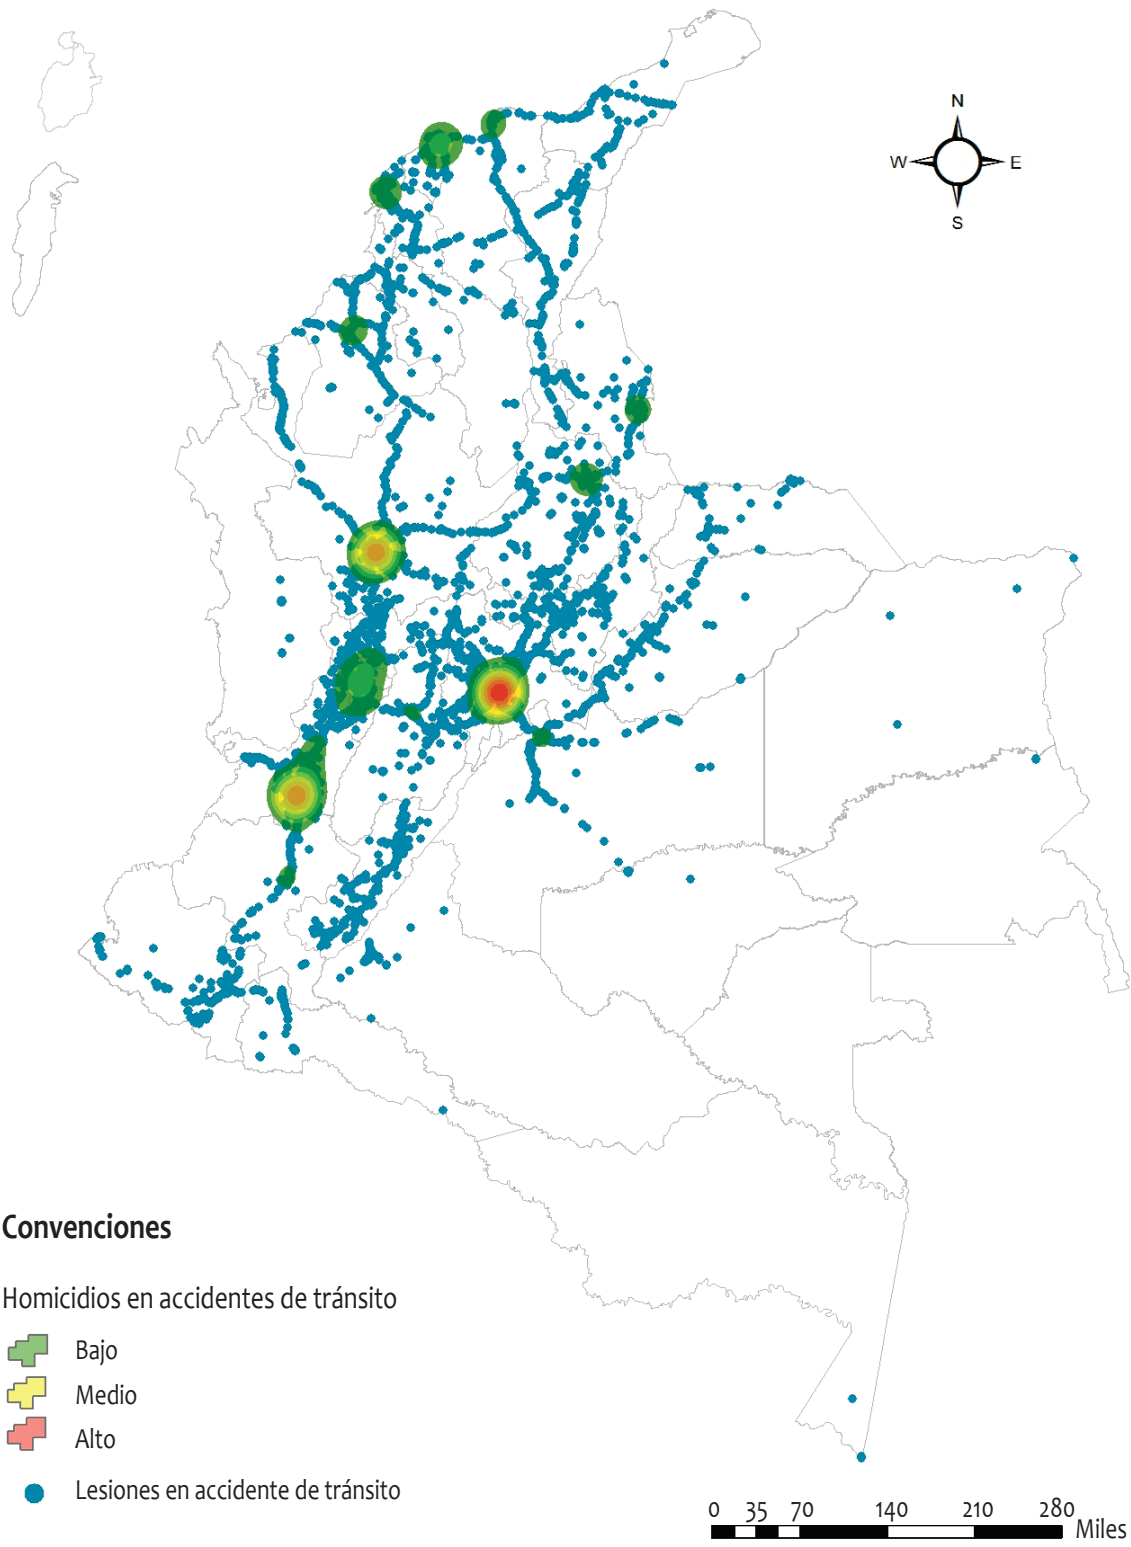 N
W E
S
Convenciones
Homicidios en accidentes de tránsito
Bajo
Medio
Alto
Lesiones en accidente de tránsito
0 35 70 140 210 280
Miles